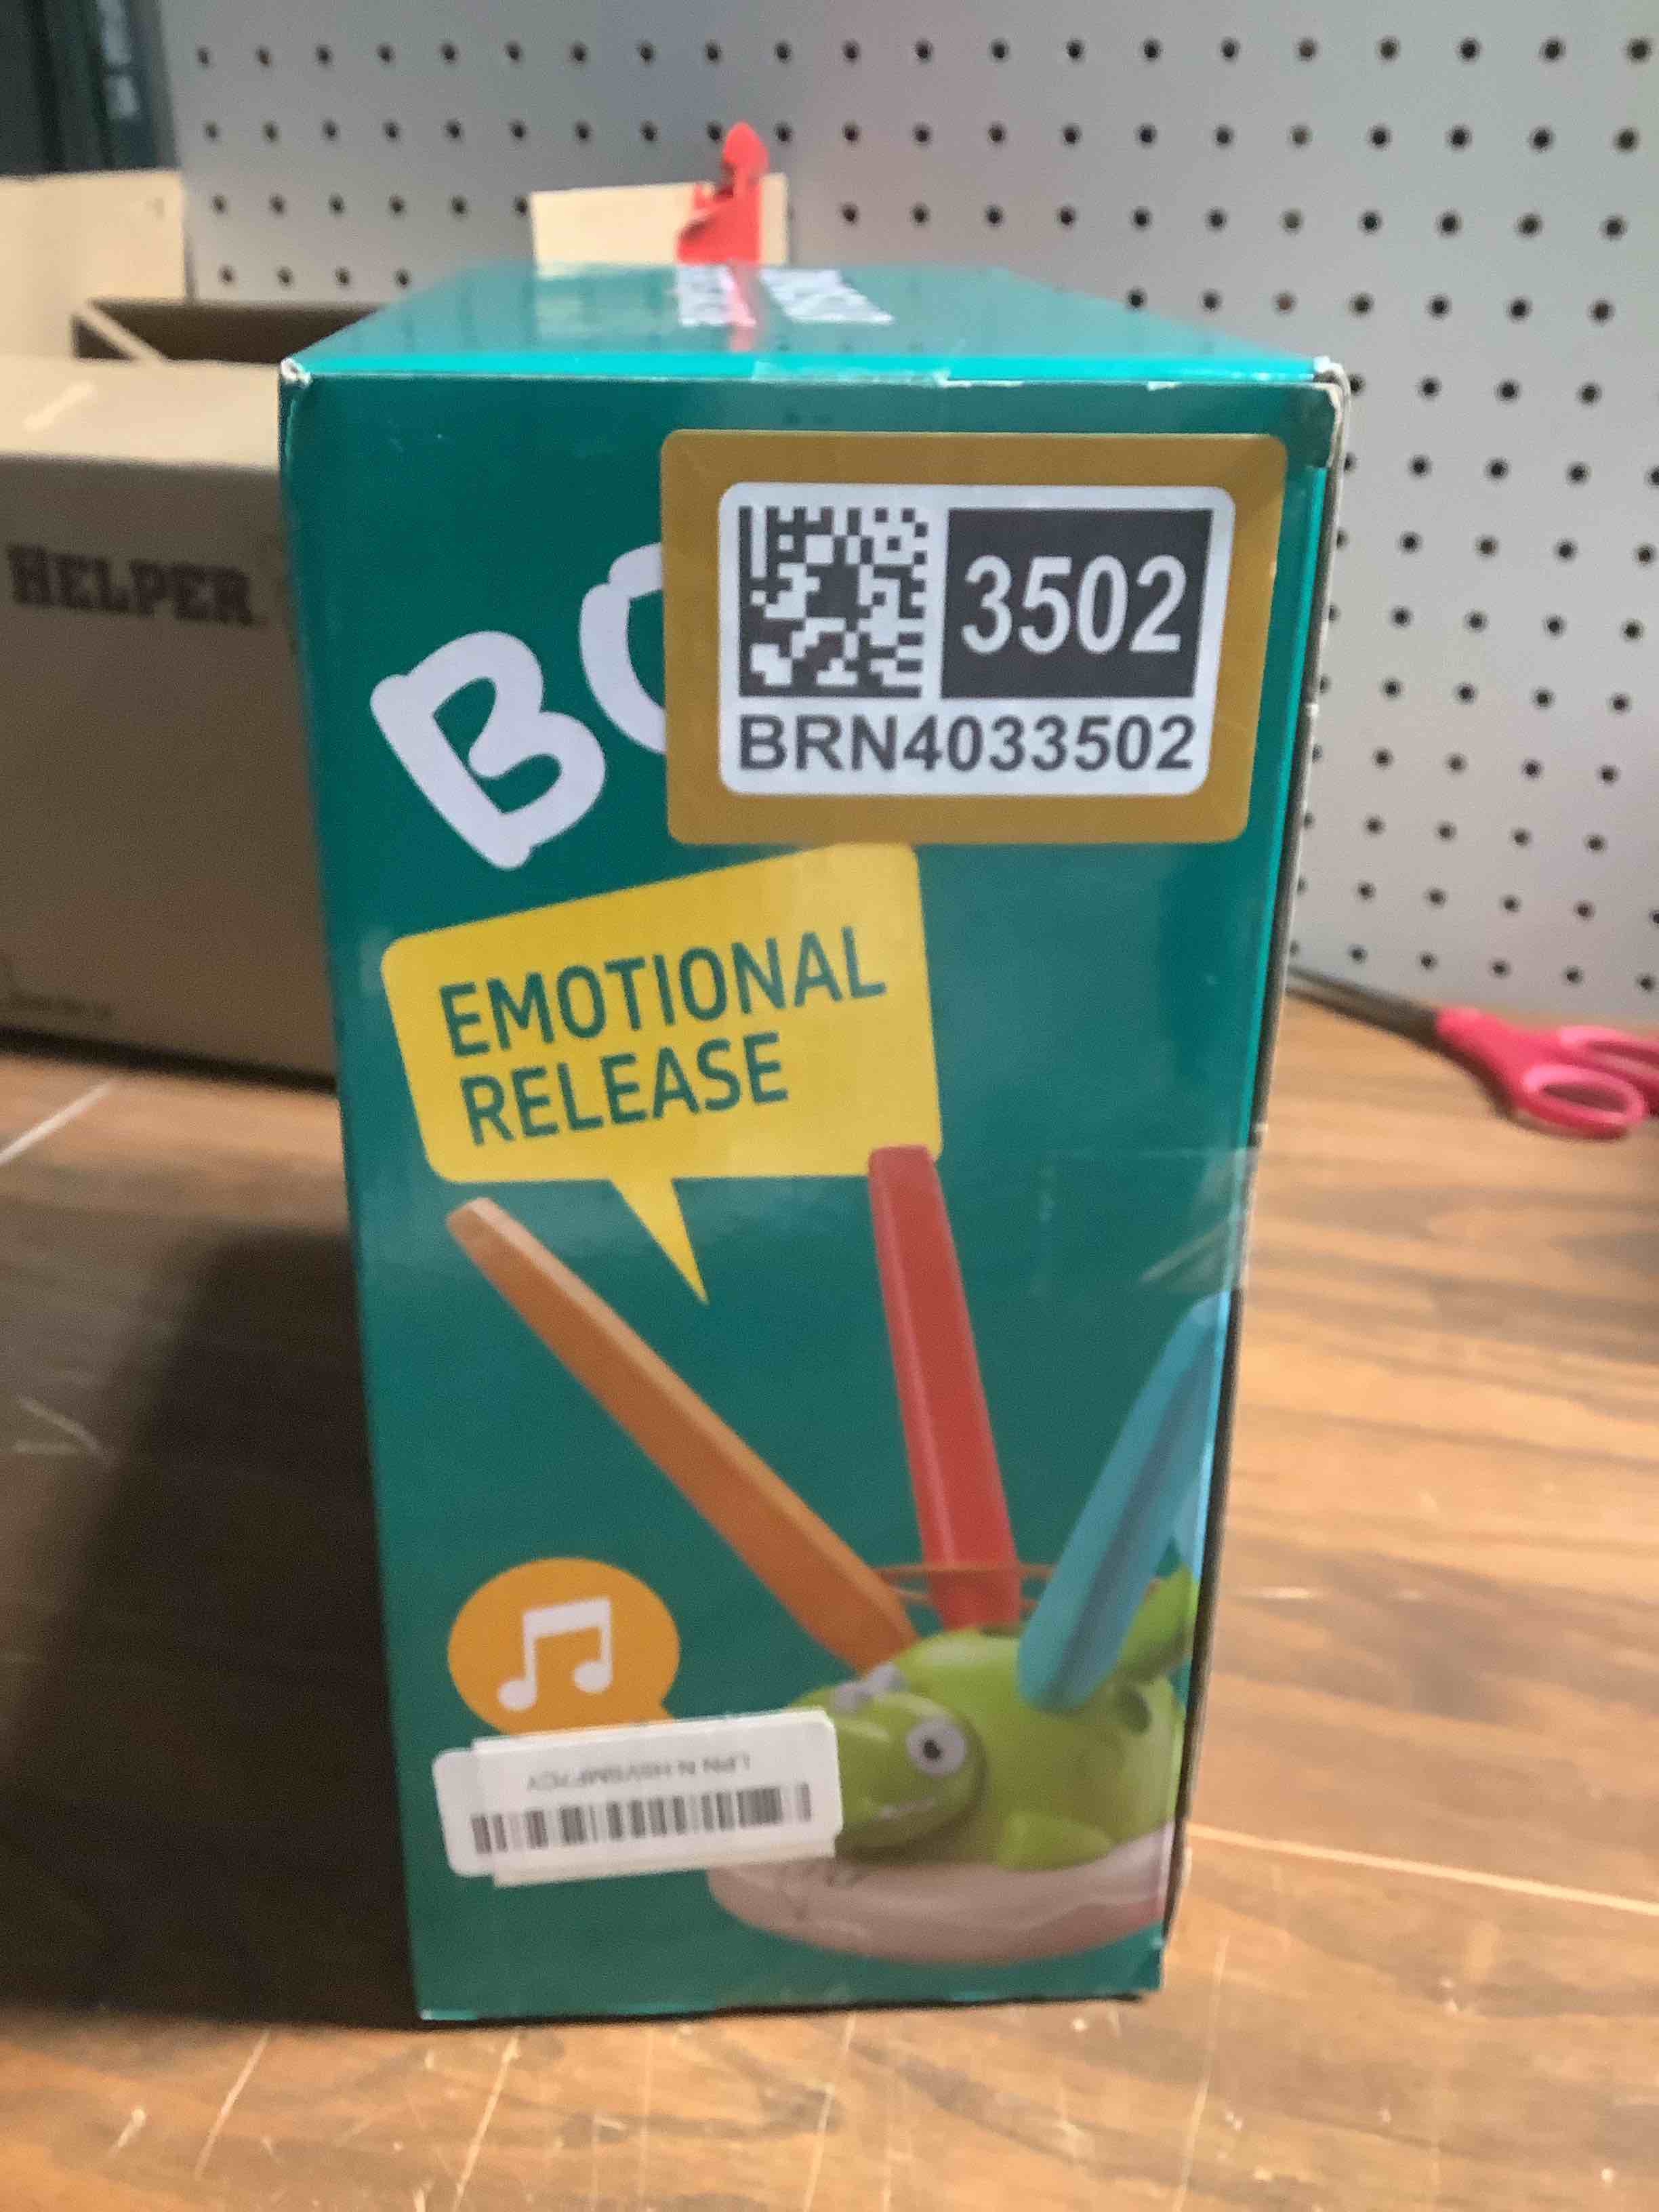 HELPER
BO
3502
BRN4033502
EMOTIONAL
RELEASE